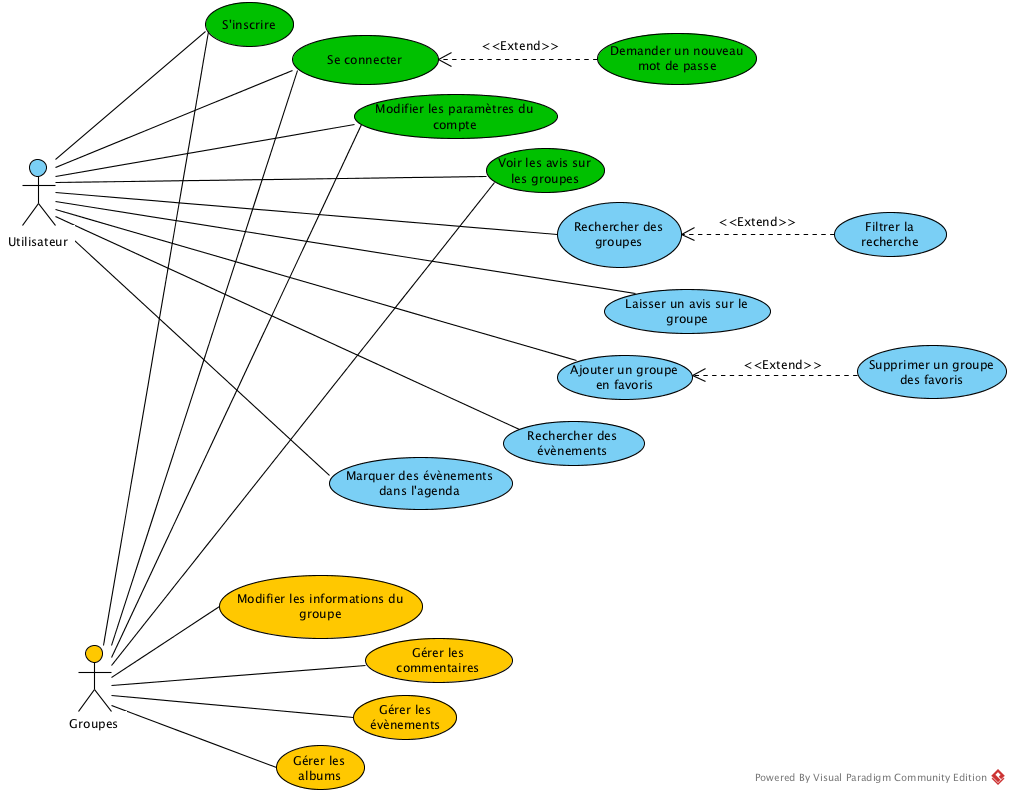 S'inscrire
Se connecter
<<Extend>>
Demander un nouveau
mot de passe
Modifier les paramètres du
compte
Voir les avis sur
les groupes
Utilisateur
Rechercher des
groupes
<<Extend>>
Filtrer la
recherche
Laisser un avis sur le
groupe
Ajouter un groupe
en favoris
<<Extend>>
Supprimer un groupe
des favoris
Rechercher des
évènements
Marquer des évènements
dans l'agenda
Modifier les informations du
groupe
Gérer les
commentaires
Groupes
Gérer les
évènements
Gérer les
albums
Powered By Visual Paradigm Community Edition